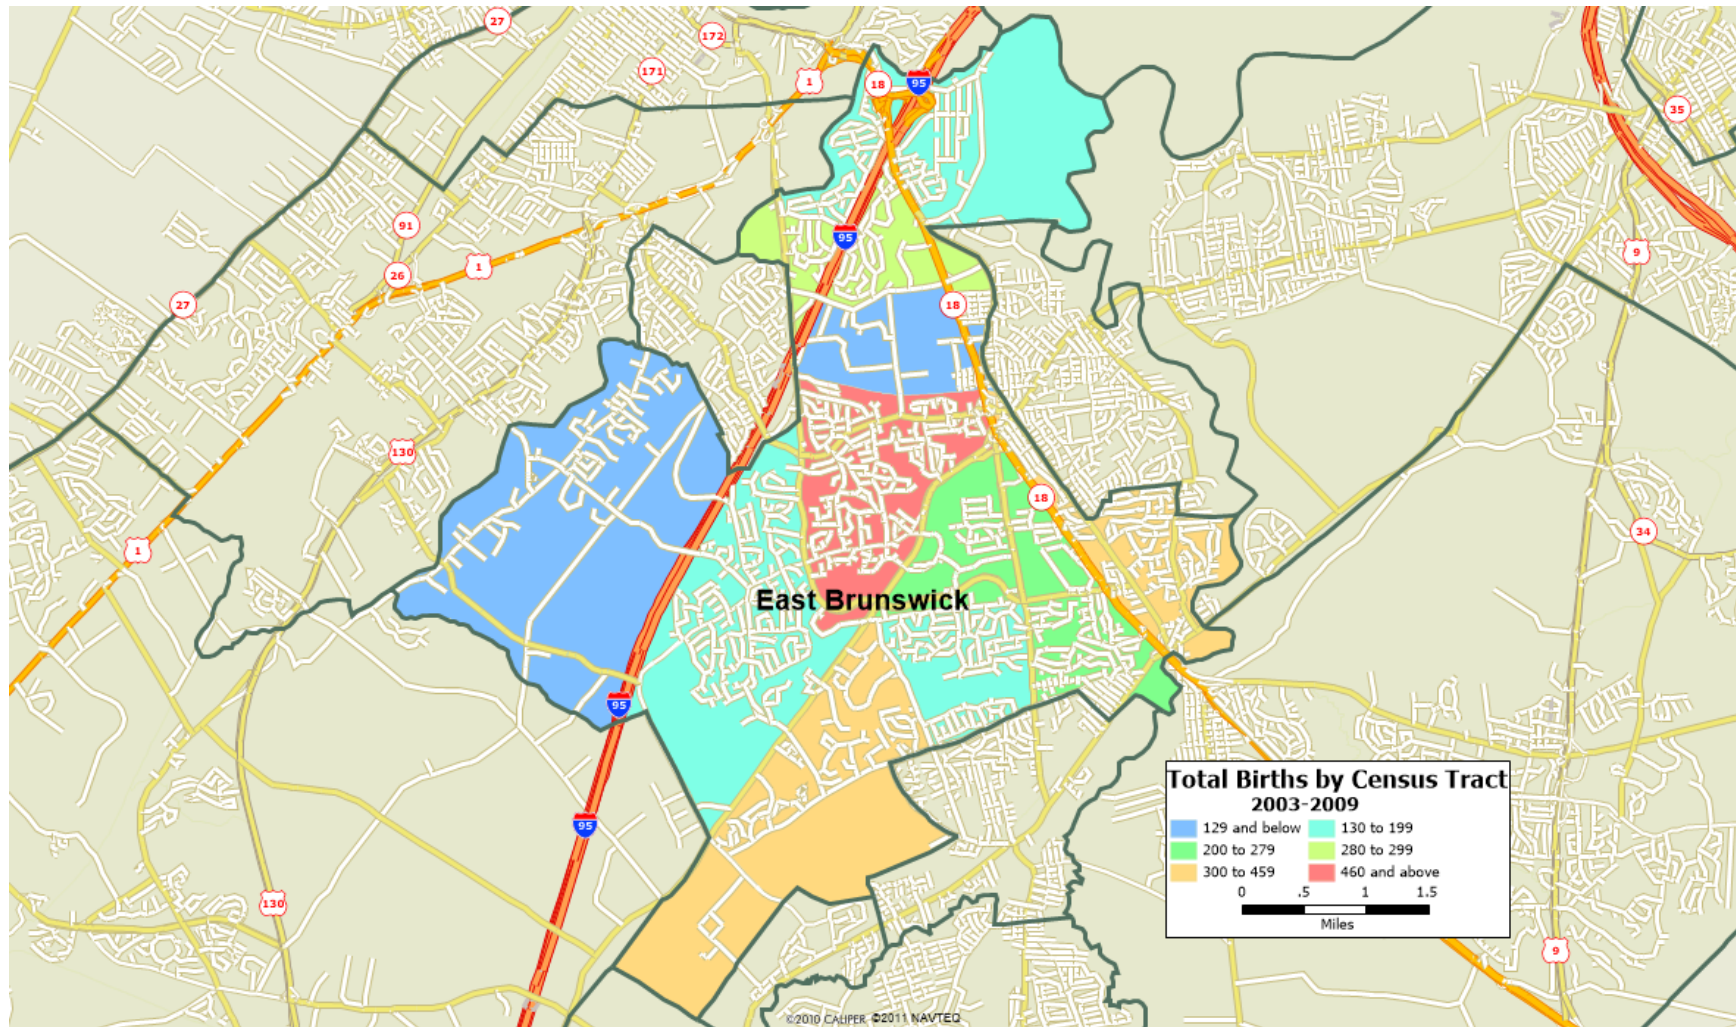 27
172
171
1
18
95
35
91
95
26
1
9
27
18
130
18
1
34
East Brunswick
95
Total Births by Census Tract
2003-2009
129 and below 130 to 199
200 to 279 280 to 299
300 to 459 460 and above
0 .5 1 1.5
Miles
95
130
9
©2010 CALIPER ©2011 NAVTEQ